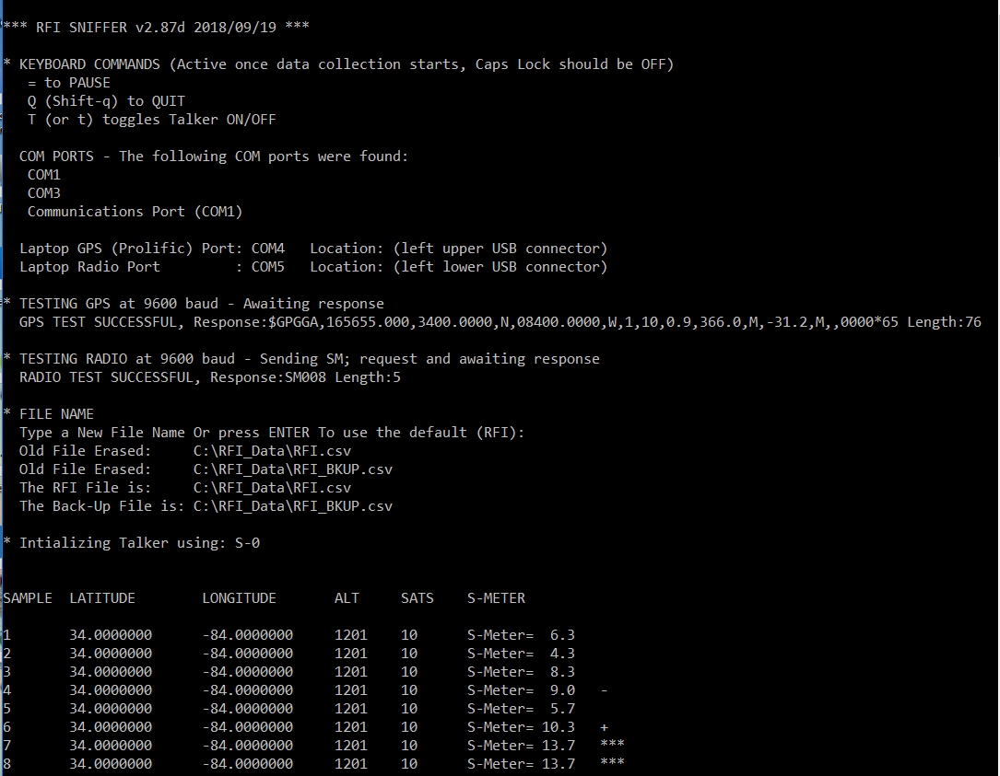 *** RFI SNIFFER v2.87d 2018/09/19 ***
* KEYBOARD COMMANDS (Active once data collection starts, Caps Lock should be OFF)
= to PAUSE
Q (Shift-q) to QUIT
T (or t) toggles Talker ON/OFF
COM PORTS - The following COM ports were found:
COM1
COM3
Communications Port (COM1)
Laptop GPS (Prolific) Port: COM4 Location: (left upper USB connector)
Laptop Radio Port : COM5 Location: (left lower USB connector)
* TESTING GPS at 9600 baud - Awaiting response
GPS TEST SUCCESSFUL, Response:$GPGGA,165655.000,3400.0000,N,08400.0000,W,1,10,0.9,366.0,M,-31.2,M,,0000*65 Length:76
* TESTING RADIO at 9600 baud - Sending SM; request and awaiting response
RADIO TEST SUCCESSFUL, Response:SM008 Length:5
* FILE NAME
Type a New File Name Or press ENTER To use the default (RFI):
Old File Erased: C:\RFI_Data\RFI.csv
Old File Erased: C:\RFI_Data\RFI_BKUP.csv
The RFI File is: C:\RFI_Data\RFI.csv
The Back-Up File is: C:\RFI_Data\RFI_BKUP.csv
* Intializing Talker using: S-0
SAMPLE LATITUDE LONGITUDE ALT SATS S-METER
1 34.0000000 -84.0000000 1201 10 S-Meter= 6.3
2 34.0000000 -84.0000000 1201 10 S-Meter= 4.3
3 34.0000000 -84.0000000 1201 10 S-Meter= 8.3
4 34.0000000 -84.0000000 1201 10 S-Meter= 9.0 -
5 34.0000000 -84.0000000 1201 10 S-Meter= 5.7
6 34.0000000 -84.0000000 1201 10 S-Meter= 10.3 +
7 34.0000000 -84.0000000 1201 10 S-Meter= 13.7 ***
8 34.0000000 -84.0000000 1201 10 S-Meter= 13.7 ***